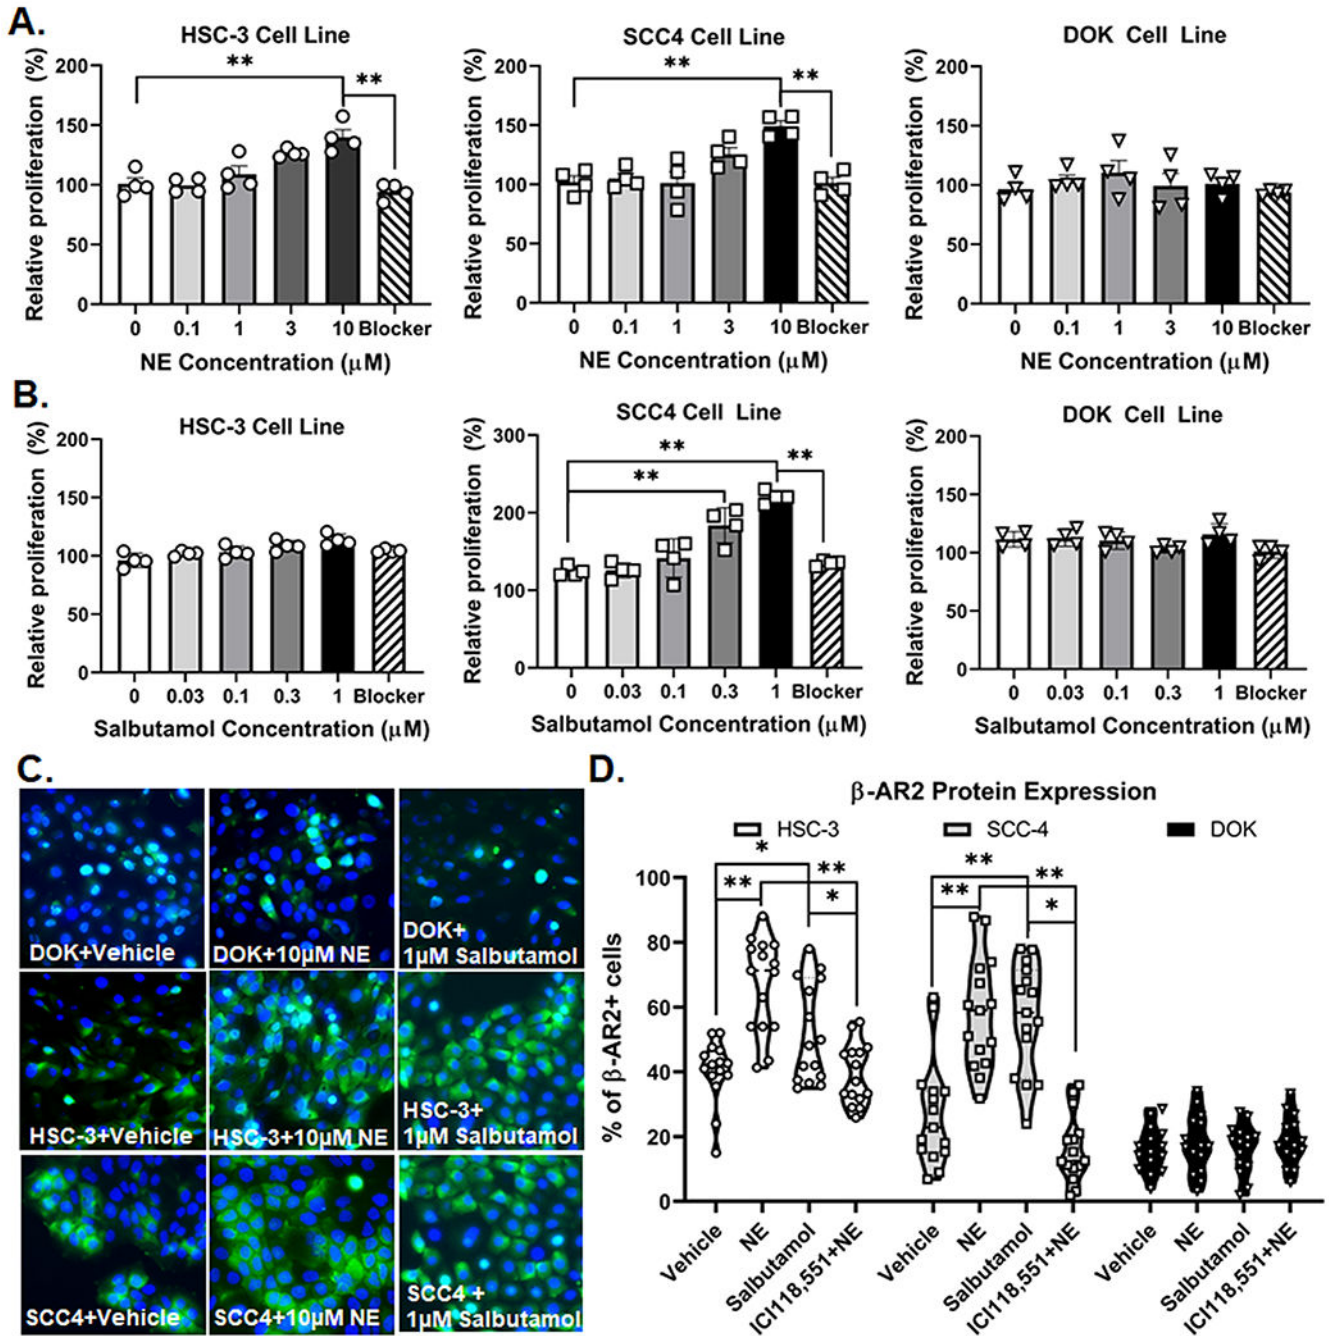 A.
HSC-3 Cell Line
SCC4 Cell Line
DOK Cell Line
Relative proliferation (%)
200
150
100
50
0
**
**
0 0.1 1 3 10 Blocker
NE Concentration (μM)
Relative proliferation (%)
200
150
100
50
0
**
**
0 0.1 1 3 10 Blocker
NE Concentration (μM)
Relative proliferation (%)
200
150
100
50
0
0 0.1 1 3 10 Blocker
NE Concentration (μM)
B.
HSC-3 Cell Line
SCC4 Cell Line
DOK Cell Line
Relative proliferation (%)
200
150
100
50
0
0 0.03 0.1 0.3 1 Blocker
Salbutamol Concentration (μM)
Relative proliferation (%)
300
200
100
0
**
**
**
0 0.03 0.1 0.3 1 Blocker
Salbutamol Concentration (μM)
Relative proliferation (%)
200
150
100
50
0
0 0.03 0.1 0.3 1 Blocker
Salbutamol Concentration (μM)
C.
DOK+Vehicle
DOK+10μM NE
DOK+
1μM Salbutamol
HSC-3+Vehicle
HSC-3+10μM NE
HSC-3+
1μM Salbutamol
SCC4+Vehicle
SCC4+10μM NE
SCC4 +
1μM Salbutamol
D.
β-AR2 Protein Expression
HSC-3 SCC-4 DOK
% of β-AR2+ cells
100
80
60
40
20
0
*
**
**
*
**
**
**
*
Vehicle
NE
Salbutamol
ICI118,551+NE
Vehicle
NE
Salbutamol
ICI118,551+NE
Vehicle
NE
Salbutamol
ICI118,551+NE